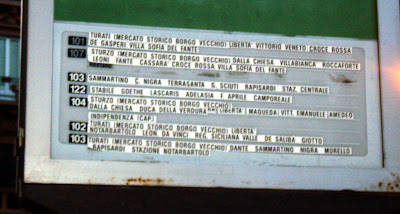 101 TURATI (MERCATO STORICO BORGO VECCHIO) LIBERTA' VITTORIO VENETO CROCE ROSSA
DE GASPERI VILLA SOFIA DEL FANTE
107 STURZO (MERCATO STORICO BORGO VECCHIO) DALLA CHIESA VILLABIANCA ROCCAFORTE
LEONI FANTE CASSARA CROCE ROSSA VILLA SOFIA DEL FANTE
103 SAMMARTINO C. NIGRA TERRASANTA G. SCIUTI RAPISARDI STAZ CENTRALE
122 STABILE GOETHE LASCARIS ADELASIA F APRILE CAMPOREALE
104 STURZO (MERCATO STORICO BORGO VECCHIO)
DALLA CHIESA DUCA DELLA VERDURA LIBERTA' MAQUEDA VITT. EMANUELE AMEDEO
INDIPENDENZA (CAP.)
102 TURATI (MERCATO STORICO BORGO VECCHIO) LIBERTA'
NOTARBARTOLO LEON DA VINCI REG. SICILIANA VALLE DE SALIBA GIOTTO
103 TURATI (MERCATO STORICO BORGO VECCHIO) DANTE SAMMARTINO NIGRA MORELLO
RAPISARDI STAZIONE NOTARBARTOLO